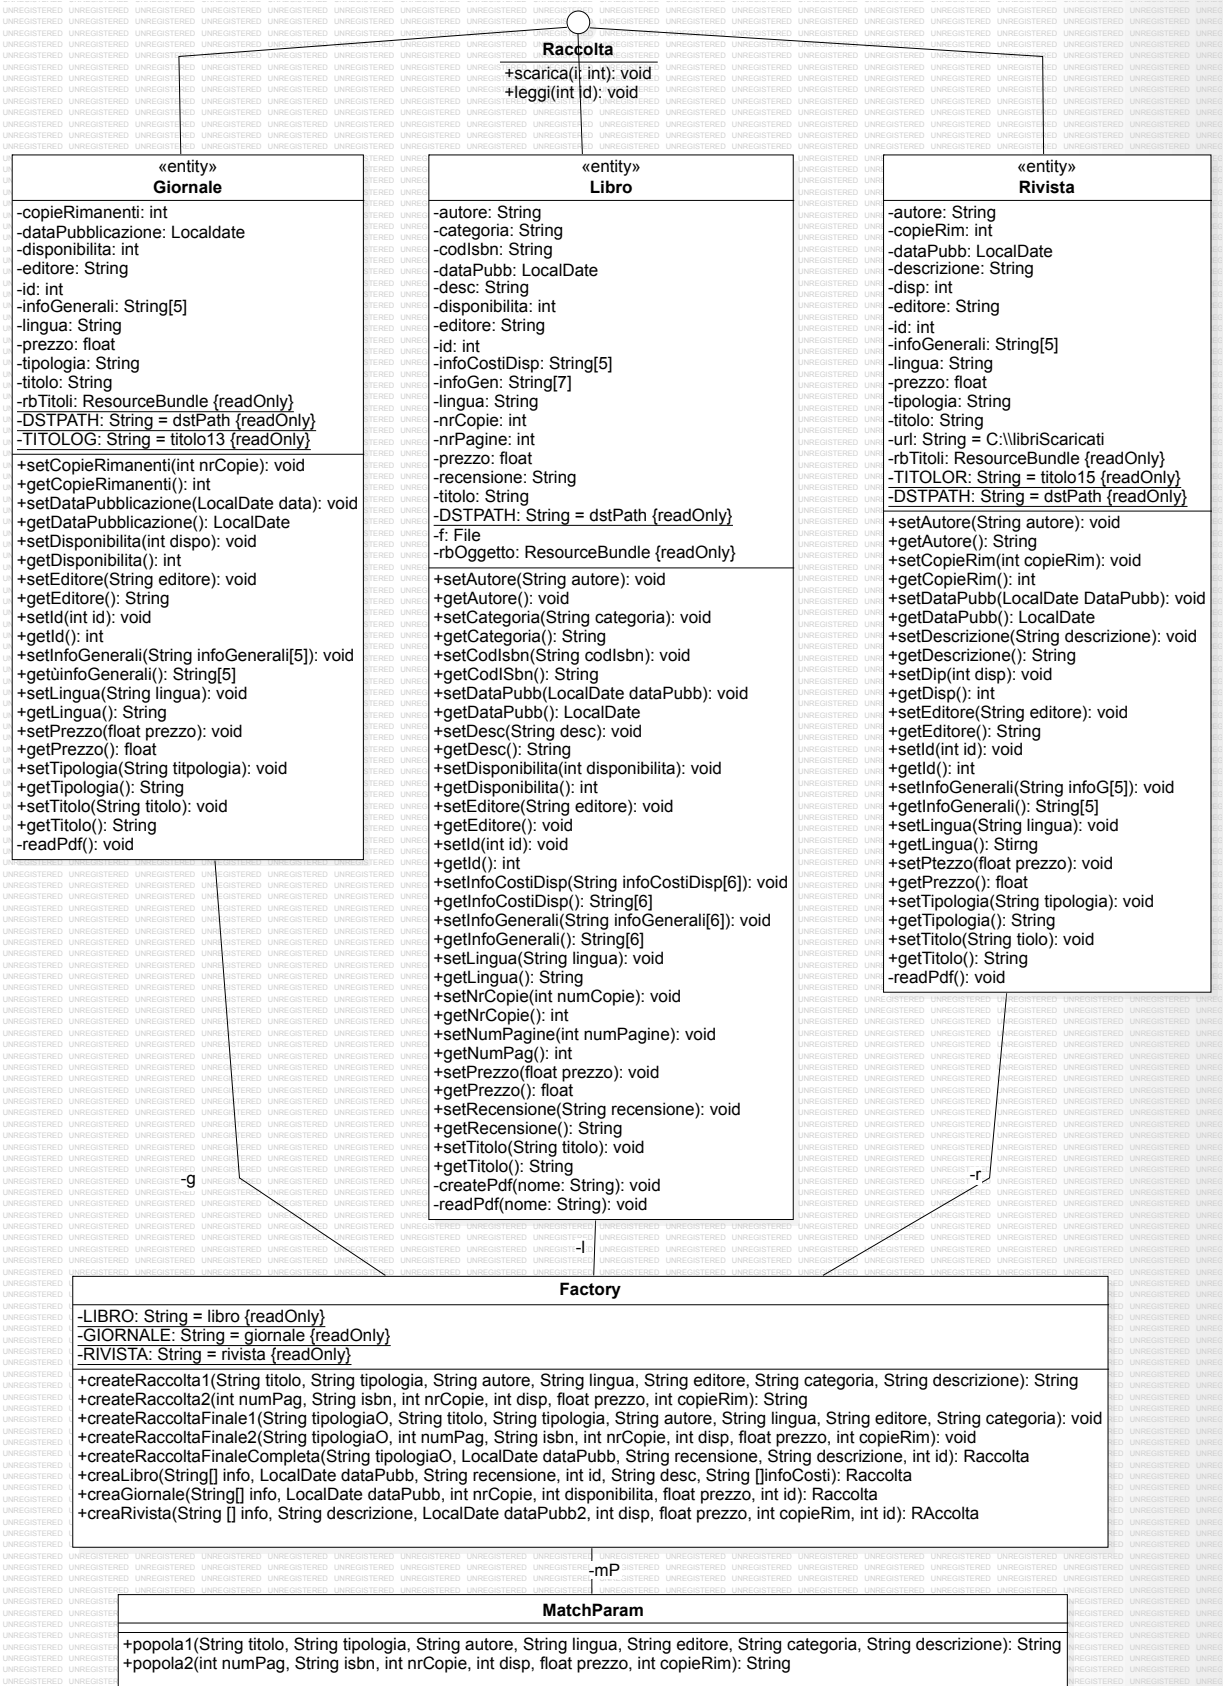 Raccolta
+scarica(i: int): void
+leggi(int id): void
«entity»
Giornale
-copieRimanenti: int
-dataPubblicazione: Localdate
-disponibilita: int
-editore: String
-id: int
-infoGenerali: String[5]
-lingua: String
-prezzo: float
-tipologia: String
-titolo: String
-rbTitoli: ResourceBundle {readOnly}
-DSTPATH: String = dstPath {readOnly}
-TITOLOG: String = titolo13 {readOnly}
+setCopieRimanenti(int nrCopie): void
+getCopieRimanenti(): int
+setDataPubblicazione(LocalDate data): void
+getDataPubblicazione(): LocalDate
+setDisponibilita(int dispo): void
+getDisponibilita(): int
+setEditore(String editore): void
+getEditore(): String
+setId(int id): void
+getId(): int
+setInfoGenerali(String infoGenerali[5]): void
+getùinfoGenerali(): String[5]
+setLingua(String lingua): void
+getLingua(): String
+setPrezzo(float prezzo): void
+getPrezzo(): float
+setTipologia(String titpologia): void
+getTipologia(): String
+setTitolo(String titolo): void
+getTitolo(): String
-readPdf(): void
«entity»
Libro
-autore: String
-categoria: String
-codIsbn: String
-dataPubb: LocalDate
-desc: String
-disponibilita: int
-editore: String
-id: int
-infoCostiDisp: String[5]
-infoGen: String[7]
-lingua: String
-nrCopie: int
-nrPagine: int
-prezzo: float
-recensione: String
-titolo: String
-DSTPATH: String = dstPath {readOnly}
-f: File
-rbOggetto: ResourceBundle {readOnly}
+setAutore(String autore): void
+getAutore(): void
+setCategoria(String categoria): void
+getCategoria(): String
+setCodIsbn(String codIsbn): void
+getCodISbn(): String
+setDataPubb(LocalDate dataPubb): void
+getDataPubb(): LocalDate
+setDesc(String desc): void
+getDesc(): String
+setDisponibilita(int disponibilita): void
+getDisponibilita(): int
+setEditore(String editore): void
+getEditore(): void
+setId(int id): void
+getId(): int
+setInfoCostiDisp(String infoCostiDisp[6]): void
+getInfoCostiDisp(): String[6]
+setInfoGenerali(String infoGenerali[6]): void
+getInfoGenerali(): String[6]
+setLingua(String lingua): void
+getLingua(): String
+setNrCopie(int numCopie): void
+getNrCopie(): int
+setNumPagine(int numPagine): void
+getNumPag(): int
+setPrezzo(float prezzo): void
+getPrezzo(): float
+setRecensione(String recensione): void
+getRecensione(): String
+setTitolo(String titolo): void
+getTitolo(): String
-createPdf(nome: String): void
-readPdf(nome: String): void
«entity»
Rivista
-autore: String
-copieRim: int
-dataPubb: LocalDate
-descrizione: String
-disp: int
-editore: String
-id: int
-infoGenerali: String[5]
-lingua: String
-prezzo: float
-tipologia: String
-titolo: String
-url: String = C:\\libriScaricati
-rbTitoli: ResourceBundle {readOnly}
-TITOLOR: String = titolo15 {readOnly}
-DSTPATH: String = dstPath {readOnly}
+setAutore(String autore): void
+getAutore(): String
+setCopieRim(int copieRim): void
+getCopieRim(): int
+setDataPubb(LocalDate DataPubb): void
+getDataPubb(): LocalDate
+setDescrizione(String descrizione): void
+getDescrizione(): String
+setDip(int disp): void
+getDisp(): int
+setEditore(String editore): void
+getEditore(): String
+setId(int id): void
+getId(): int
+setInfoGenerali(String infoG[5]): void
+getInfoGenerali(): String[5]
+setLingua(String lingua): void
+getLingua(): Stirng
+setPtezzo(float prezzo): void
+getPrezzo(): float
+setTipologia(String tipologia): void
+getTipologia(): String
+setTitolo(String tiolo): void
+getTitolo(): String
-readPdf(): void
-g
-l
-r
Factory
-LIBRO: String = libro {readOnly}
-GIORNALE: String = giornale {readOnly}
-RIVISTA: String = rivista {readOnly}
+createRaccolta1(String titolo, String tipologia, String autore, String lingua, String editore, String categoria, String descrizione): String
+createRaccolta2(int numPag, String isbn, int nrCopie, int disp, float prezzo, int copieRim): String
+createRaccoltaFinale1(String tipologiaO, String titolo, String tipologia, String autore, String lingua, String editore, String categoria): void
+createRaccoltaFinale2(String tipologiaO, int numPag, String isbn, int nrCopie, int disp, float prezzo, int copieRim): void
+createRaccoltaFinaleCompleta(String tipologiaO, LocalDate dataPubb, String recensione, String descrizione, int id): Raccolta
+creaLibro(String[] info, LocalDate dataPubb, String recensione, int id, String desc, String []infoCosti): Raccolta
+creaGiornale(String[] info, LocalDate dataPubb, int nrCopie, int disponibilita, float prezzo, int id): Raccolta
+creaRivista(String [] info, String descrizione, LocalDate dataPubb2, int disp, float prezzo, int copieRim, int id): RAccolta
-mP
MatchParam
+popola1(String titolo, String tipologia, String autore, String lingua, String editore, String categoria, String descrizione): String
+popola2(int numPag, String isbn, int nrCopie, int disp, float prezzo, int copieRim): String